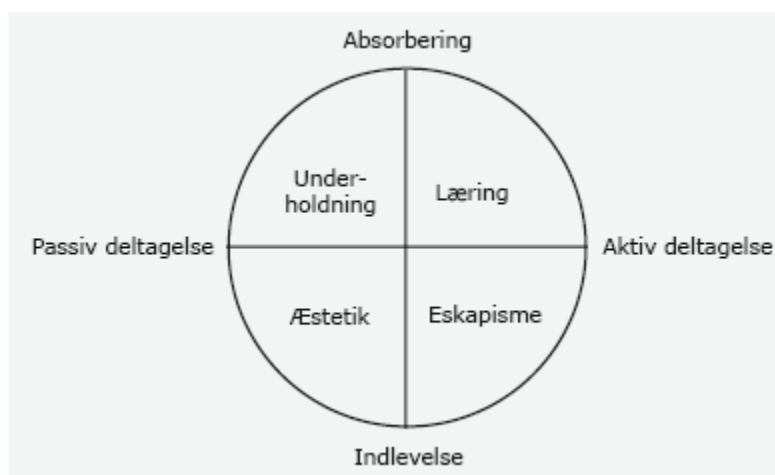 Absorbering
Under-
holdning
Læring
Passiv deltagelse
Aktiv deltagelse
Æstetik
Eskapisme
Indlevelse